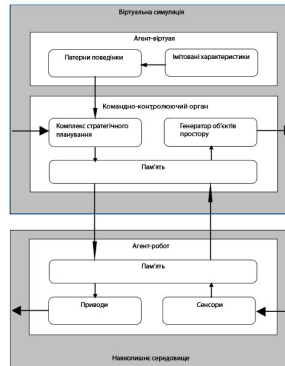 Віртуальна симуляція
Агент-віртуал
Патерни поведінки
Імітовані характеристики
Командно-контролюючий орган
Комплекс стратегічного
планування
Генератор об'єктів
простору
Пам'ять
Агент-робот
Пам'ять
Приводи
Сенсори
Навколишнє середовище